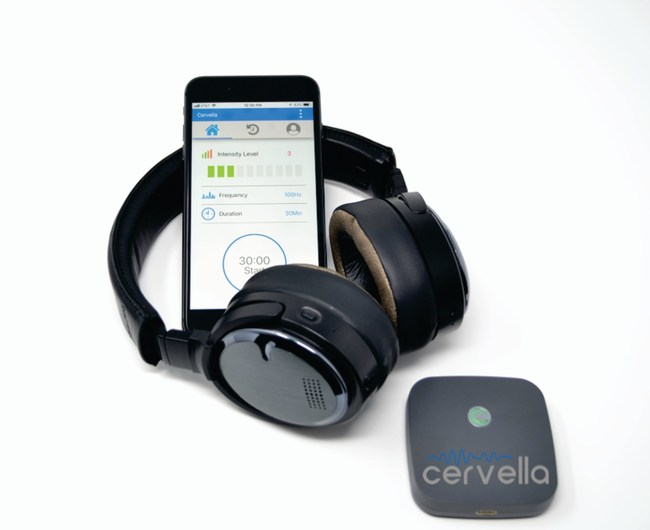 Cervella
Intensity Level 3
Frequency 100Hz
Duration 30Min
30:00
Start
cervella